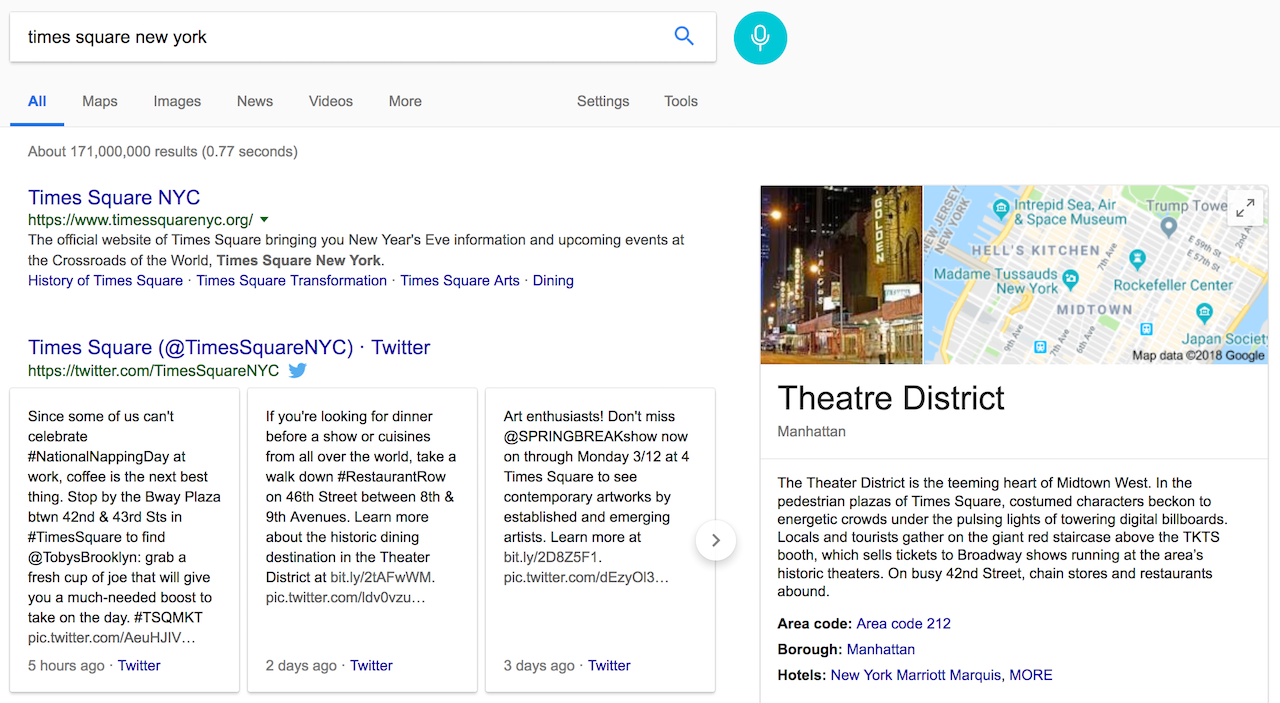 times square new york
All Maps Images News Videos More Settings Tools
About 171,000,000 results (0.77 seconds)
Times Square NYC
https://www.timessquarenyc.org/
The official website of Times Square bringing you New Year's Eve information and upcoming events at
the Crossroads of the World, Times Square New York.
History of Times Square · Times Square Transformation · Times Square Arts · Dining
Times Square (@TimesSquareNYC) · Twitter
https://twitter.com/TimesSquareNYC
Since some of us can't
celebrate
#NationalNappingDay at
work, coffee is the next best
thing. Stop by the Bway Plaza
btwn 42nd & 43rd Sts in
#TimesSquare to find
@TobysBrooklyn: grab a
fresh cup of joe that will give
you a much-needed boost to
take on the day. #TSQMKT
pic.twitter.com/AeuHJIV…
5 hours ago · Twitter
If you're looking for dinner
before a show or cuisines
from all over the world, take a
walk down #RestaurantRow
on 46th Street between 8th &
9th Avenues. Learn more
about the historic dining
destination in the Theater
District at bit.ly/2tAFwWM.
pic.twitter.com/ldv0vzu…
2 days ago · Twitter
Art enthusiasts! Don't miss
@SPRINGBREAKshow now
on through Monday 3/12 at 4
Times Square to see
contemporary artworks by
established and emerging
artists. Learn more at
bit.ly/2D8Z5F1.
pic.twitter.com/dEzyOl3…
3 days ago · Twitter
GOLDEN
JACOBS
NEW JERSEY
NEW YORK
Intrepid Sea, Air
& Space Museum
Trump Towe
HELL'S KITCHEN
7th Ave
E 59th St
E 57th St
2nd A
Madame Tussauds
New York
Rockefeller Center
MIDTOWN
9th Ave
7th Ave
6th Ave
Japan Society
Map data ©2018 Google
Theatre District
Manhattan
The Theater District is the teeming heart of Midtown West. In the
pedestrian plazas of Times Square, costumed characters beckon to
energetic crowds under the pulsing lights of towering digital billboards.
Locals and tourists gather on the giant red staircase above the TKTS
booth, which sells tickets to Broadway shows running at the area's
historic theaters. On busy 42nd Street, chain stores and restaurants
abound.
Area code: Area code 212
Borough: Manhattan
Hotels: New York Marriott Marquis, MORE